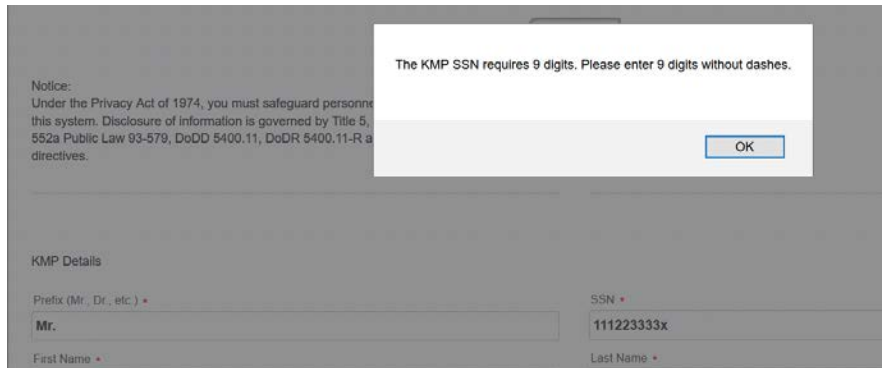 The KMP SSN requires 9 digits. Please enter 9 digits without dashes.
OK
Notice:
Under the Privacy Act of 1974, you must safeguard personne
this system. Disclosure of information is governed by Title 5,
552a Public Law 93-579, DoDD 5400.11, DoDR 5400.11-R a
directives.
KMP Details
Prefix (Mr., Dr., etc.) •
SSN •
Mr.
111223333x
First Name •
Last Name •